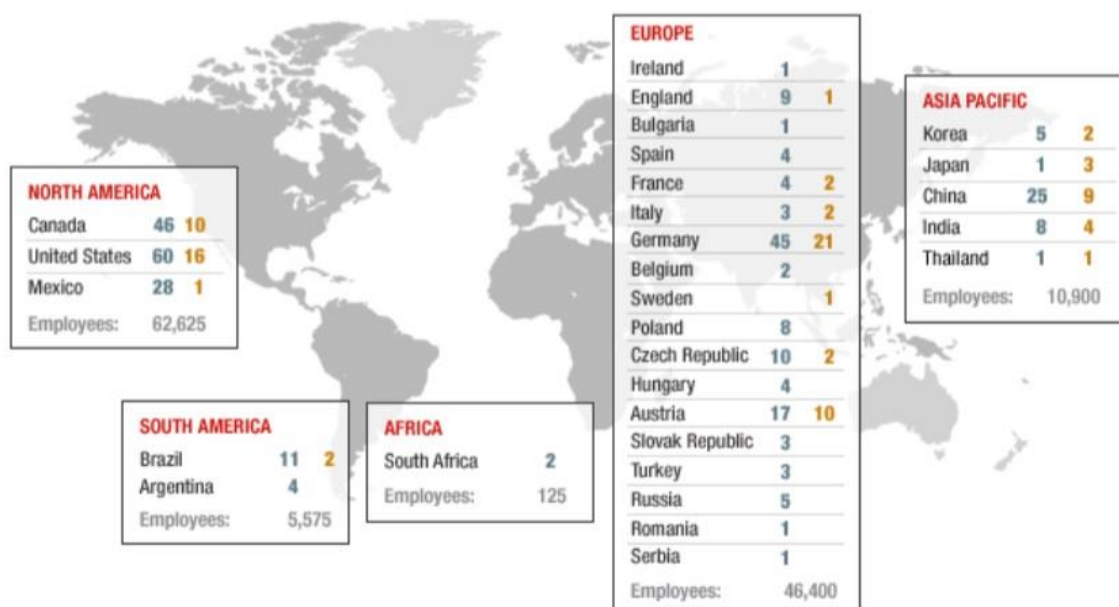 NORTH AMERICA
Canada 46 10
United States 60 16
Mexico 28 1
Employees: 62,625
SOUTH AMERICA
Brazil 11 2
Argentina 4
Employees: 5,575
AFRICA
South Africa 2
Employees: 125
EUROPE
Ireland 1
England 9 1
Bulgaria 1
Spain 4
France 4 2
Italy 3 2
Germany 45 21
Belgium 2
Sweden 1
Poland 8
Czech Republic 10 2
Hungary 4
Austria 17 10
Slovak Republic 3
Turkey 3
Russia 5
Romania 1
Serbia 1
Employees: 46,400
ASIA PACIFIC
Korea 5 2
Japan 1 3
China 25 9
India 8 4
Thailand 1 1
Employees: 10,900